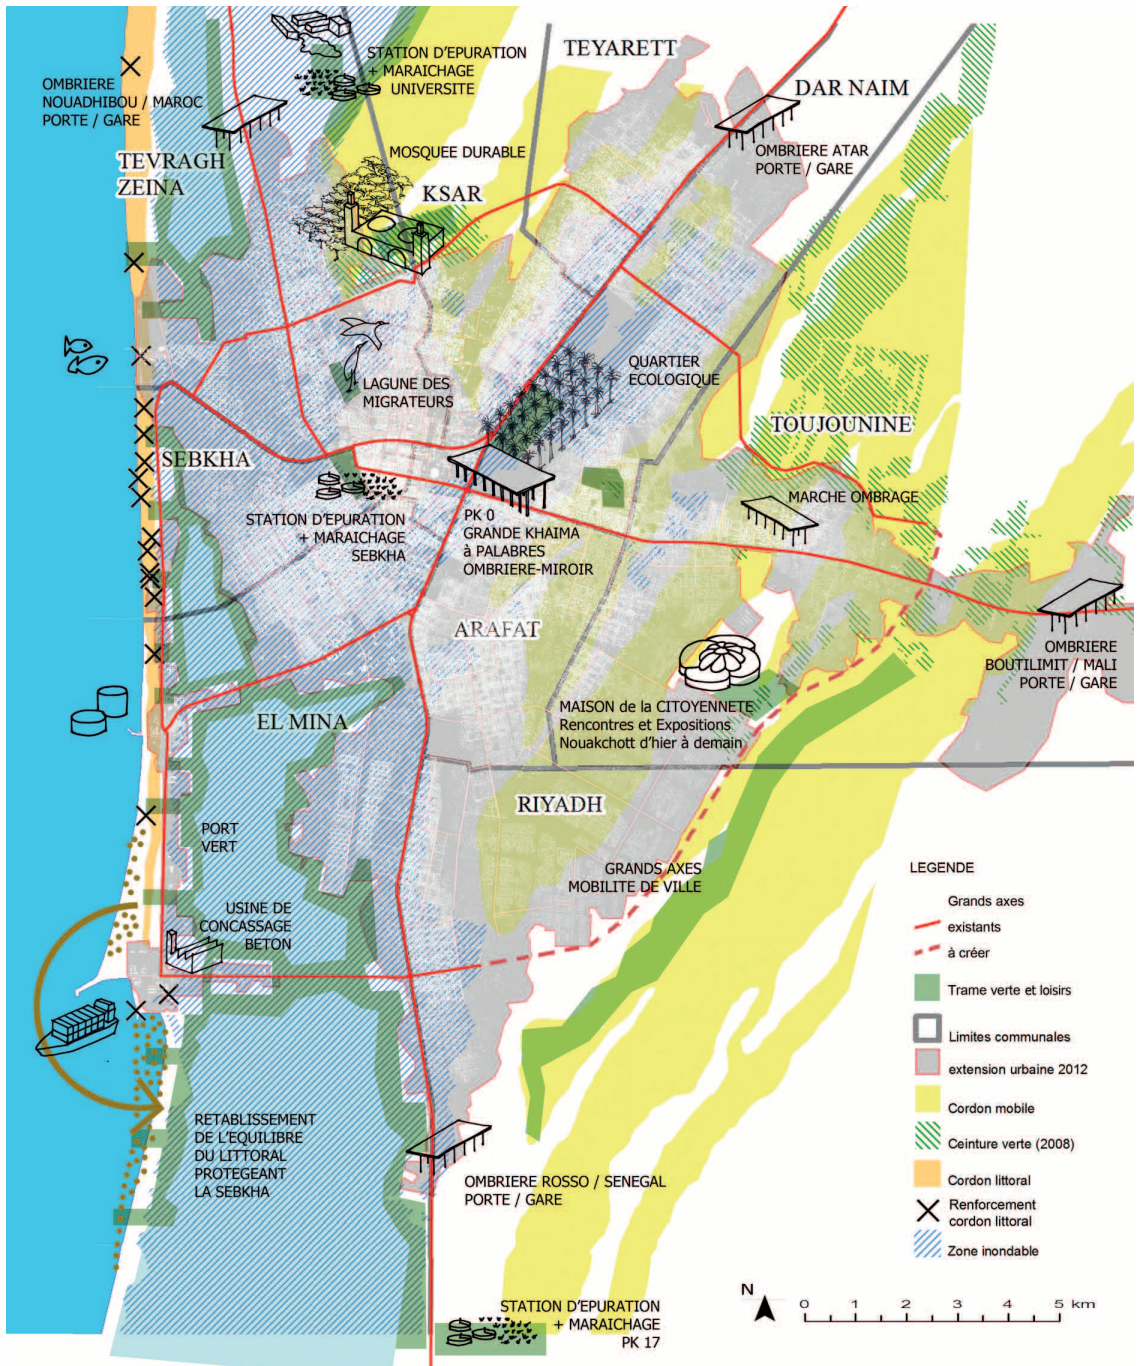 TEYARETT
STATION D'EPURATION
+ MARAICHAGE
UNIVERSITE
DAR NAIM
OMBRIERE
NOUADHIBOU / MAROC
PORTE / GARE
OMBRIERE ATAR
PORTE / GARE
MOSQUEE DURABLE
TEVRAGH
ZEINA
KSAR
QUARTIER
ECOLOGIQUE
LAGUNE DES
MIGRATEURS
TOUJOUNINE
SEBKHA
MARCHE OMBRAGE
STATION D'EPURATION
+ MARAICHAGE
SEBKHA
PK 0
GRANDE KHAIMA
à PALABRES
OMBRIERE-MIROIR
ARAFAT
OMBRIERE
BOUTILIMIT / MALI
PORTE / GARE
EL MINA
MAISON de la CITOYENNETE
Rencontres et Expositions
Nouakchott d'hier à demain
RIYADH
PORT
VERT
GRANDS AXES
MOBILITE DE VILLE
USINE DE
CONCASSAGE
BETON
LEGENDE
Grands axes
existants
à créer
Trame verte et loisirs
Limites communales
extension urbaine 2012
Cordon mobile
Ceinture verte (2008)
Cordon littoral
Renforcement
cordon littoral
Zone inondable
RETABLISSEMENT
DE L'EQUILIBRE
DU LITTORAL
PROTEGEANT
LA SEBKHA
OMBRIERE ROSSO / SENEGAL
PORTE / GARE
STATION D'EPURATION
+ MARAICHAGE
PK 17
N
0 1 2 3 4 5 km